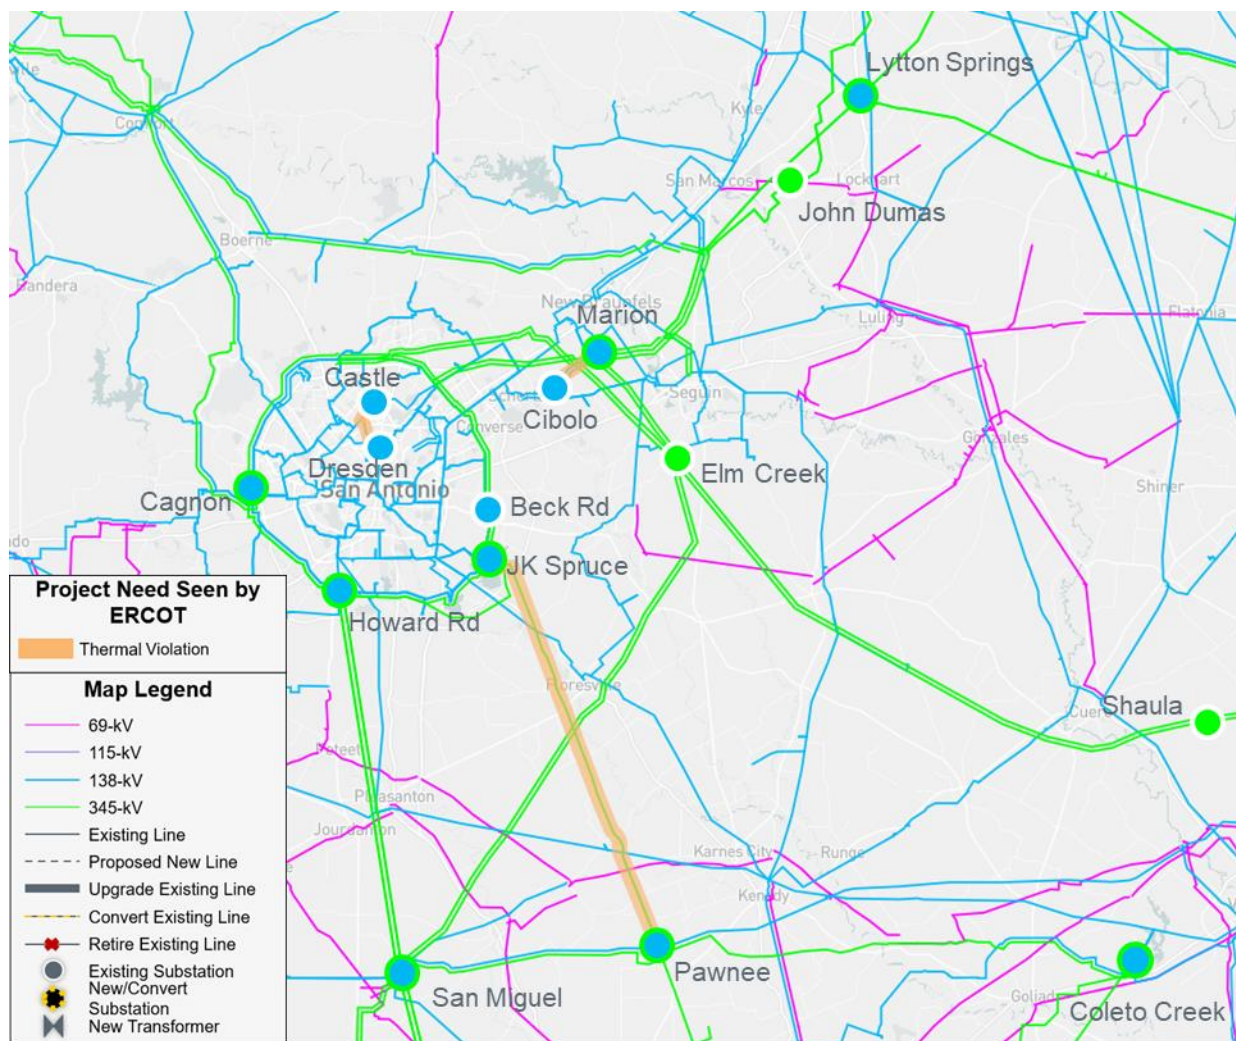 Lytton Springs
Kyle
Comfort
San Marcos
Lockhart
John Dumas
Boerne
Bandera
New Braunfels
Marion
Luling
Flatonia
Castle
Cibolo
Seguin
Converse
Dresden
San Antonio
Gonzales
Elm Creek
Shiner
Cagnon
Beck Rd
JK Spruce
Howard Rd
Floresville
Shaula
Cuero
Poteet
Pleasanton
Jourdanton
Karnes City
Runge
Kenedy
Pawnee
San Miguel
Goliad
Coleto Creek
Project Need Seen by
ERCOT
Thermal Violation
Map Legend
69-kV
115-kV
138-kV
345-kV
Existing Line
Proposed New Line
Upgrade Existing Line
Convert Existing Line
Retire Existing Line
Existing Substation
New/Convert
Substation
New Transformer